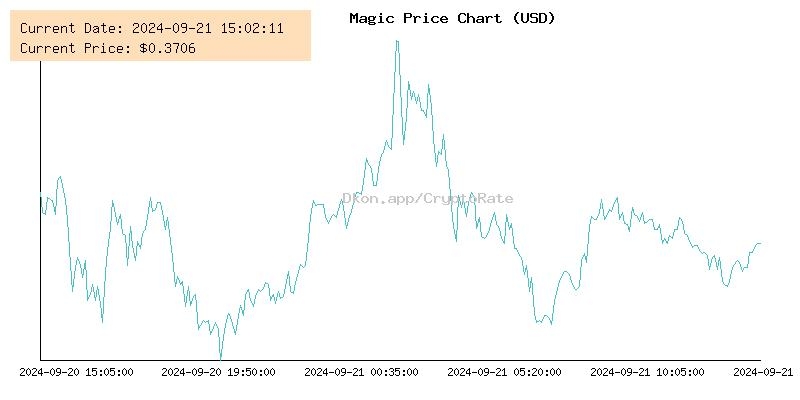 Magic Price Chart (USD)
Current Date: 2024-09-21 15:02:11
Current Price: $0.3706
Dkon.app/CryptoRate
2024-09-20 15:05:00 2024-09-20 19:50:00 2024-09-21 00:35:00 2024-09-21 05:20:00 2024-09-21 10:05:00 2024-09-21